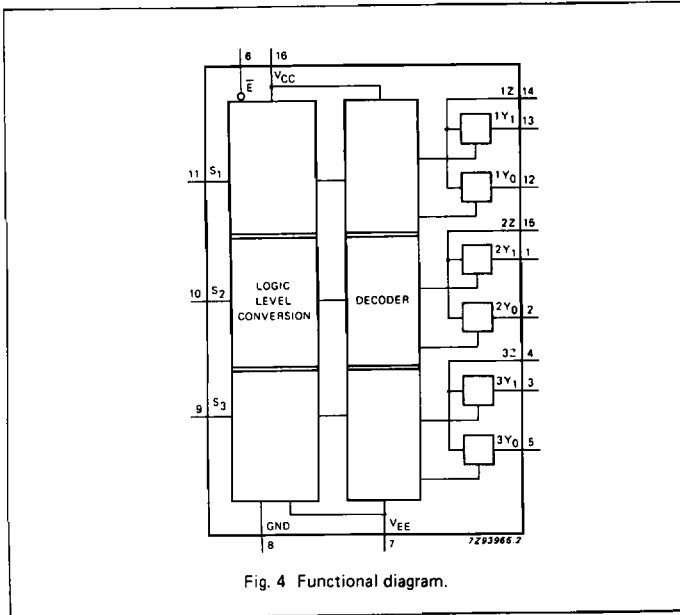 6 16
E̅ VCC
1Z 14
1Y1 13
11 S1
1Y0 12
2Z 15
2Y1 1
10 S2 LOGIC LEVEL CONVERSION DECODER
2Y0 2
3Z 4
3Y1 3
9 S3
3Y0 5
GND VEE
8 7
7Z93966.2
Fig. 4 Functional diagram.